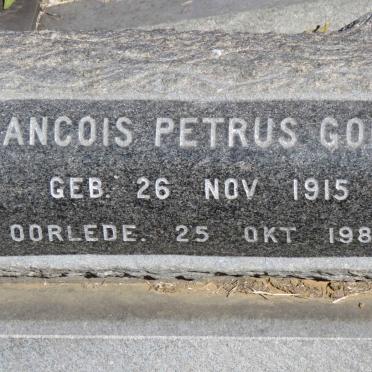 ANCOIS PETRUS GO
GEB. 26 NOV 1915
OORLEDE. 25 OKT 198